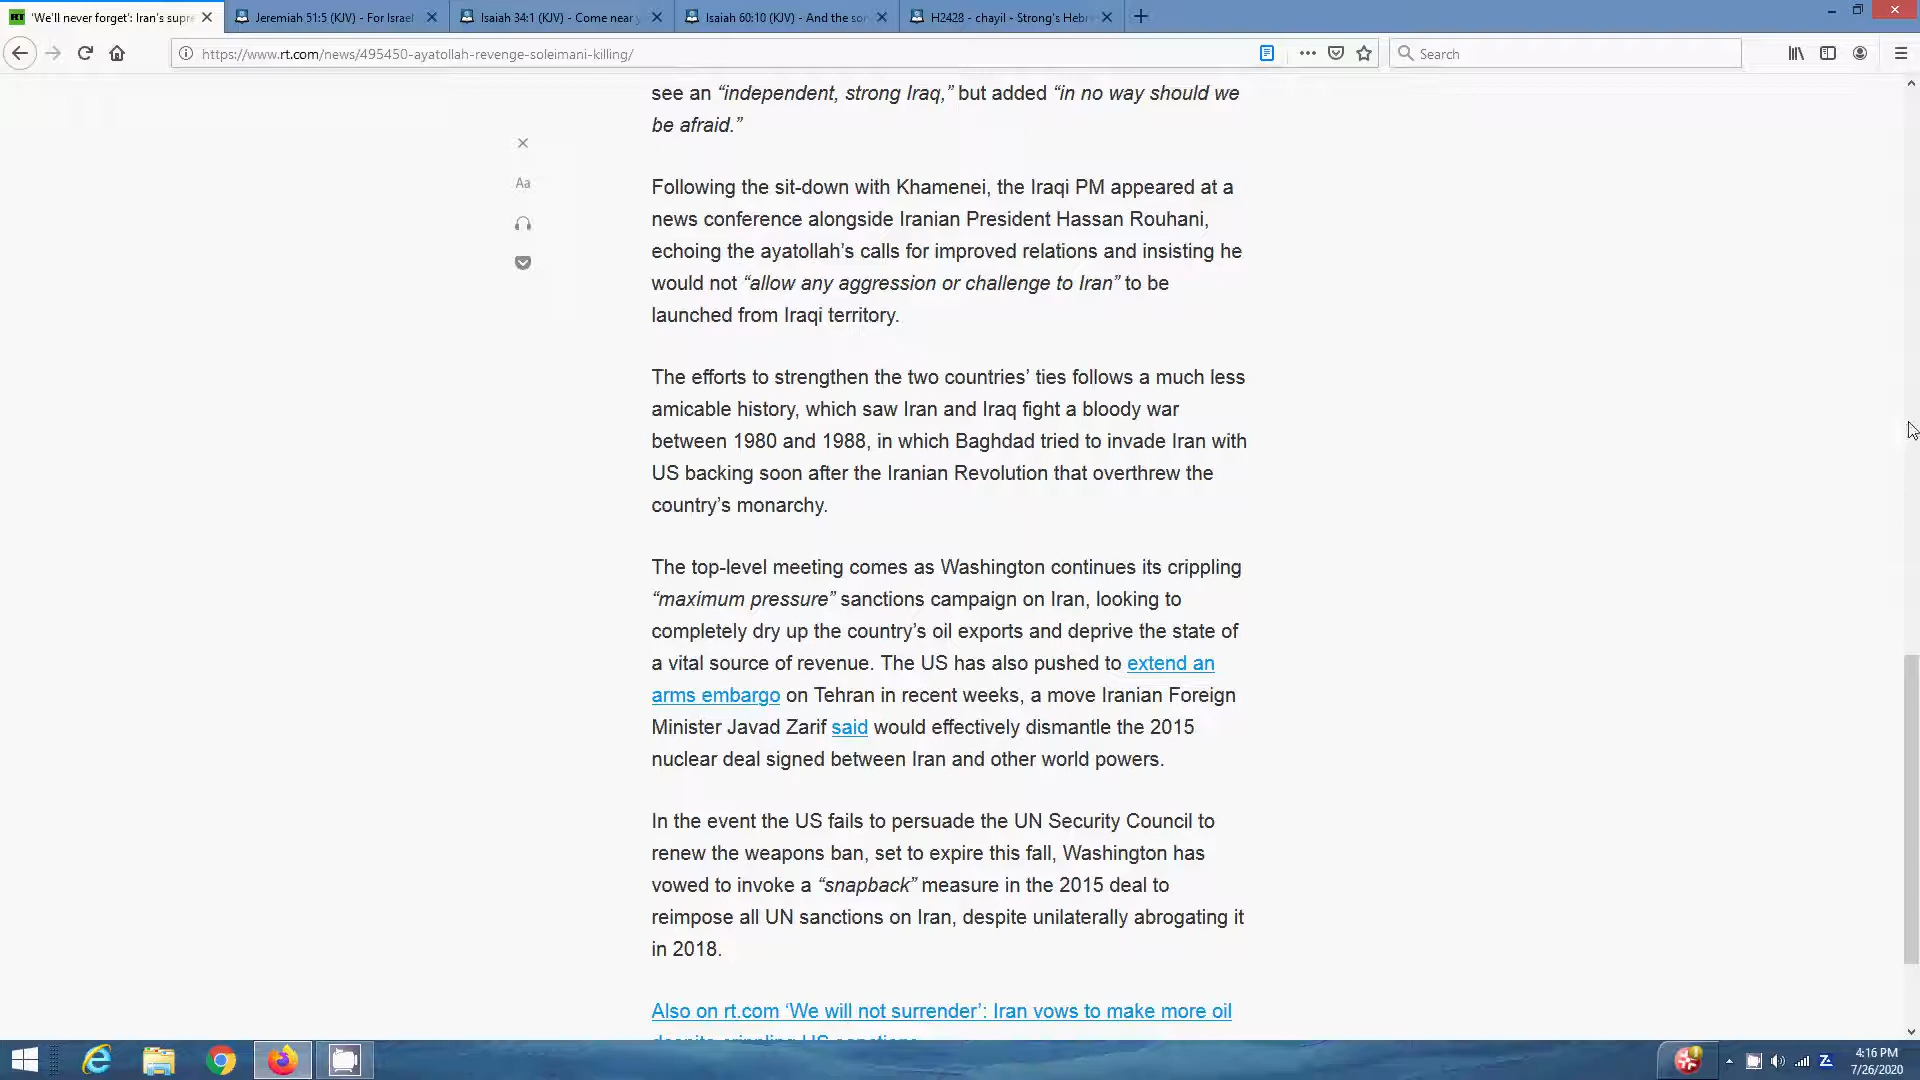 'We'll never forget': Iran's supre
Jeremiah 51:5 (KJV) - For Israel
Isaiah 34:1 (KJV) - Come near y
Isaiah 60:10 (KJV) - And the son
H2428 - chayil - Strong's Hebr
https://www.rt.com/news/495450-ayatollah-revenge-soleimani-killing/
Search
see an “independent, strong Iraq,” but added “in no way should we
be afraid.”
Aa
Following the sit-down with Khamenei, the Iraqi PM appeared at a
news conference alongside Iranian President Hassan Rouhani,
echoing the ayatollah’s calls for improved relations and insisting he
would not “allow any aggression or challenge to Iran” to be
launched from Iraqi territory.
The efforts to strengthen the two countries’ ties follows a much less
amicable history, which saw Iran and Iraq fight a bloody war
between 1980 and 1988, in which Baghdad tried to invade Iran with
US backing soon after the Iranian Revolution that overthrew the
country’s monarchy.
The top-level meeting comes as Washington continues its crippling
“maximum pressure” sanctions campaign on Iran, looking to
completely dry up the country’s oil exports and deprive the state of
a vital source of revenue. The US has also pushed to extend an
arms embargo on Tehran in recent weeks, a move Iranian Foreign
Minister Javad Zarif said would effectively dismantle the 2015
nuclear deal signed between Iran and other world powers.
In the event the US fails to persuade the UN Security Council to
renew the weapons ban, set to expire this fall, Washington has
vowed to invoke a “snapback” measure in the 2015 deal to
reimpose all UN sanctions on Iran, despite unilaterally abrogating it
in 2018.
Also on rt.com ‘We will not surrender’: Iran vows to make more oil
despite crippling US sanctions
4:16 PM
7/26/2020